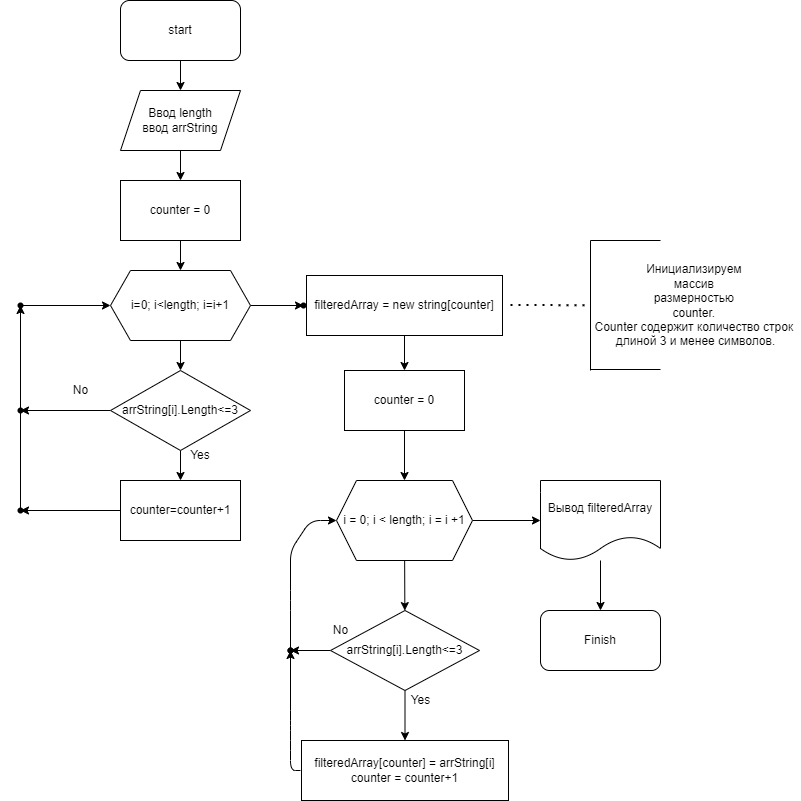 start
Ввод length
ввод arrString
counter = 0
i=0; i<length; i=i+1
filteredArray = new string[counter]
Инициализируем
массив
размерностью
counter.
Counter содержит количество строк
длиной 3 и менее символов.
No
arrString[i].Length<=3
Yes
counter=counter+1
counter = 0
i = 0; i < length; i = i +1
Вывод filteredArray
Finish
No
arrString[i].Length<=3
Yes
filteredArray[counter] = arrString[i]
counter = counter+1